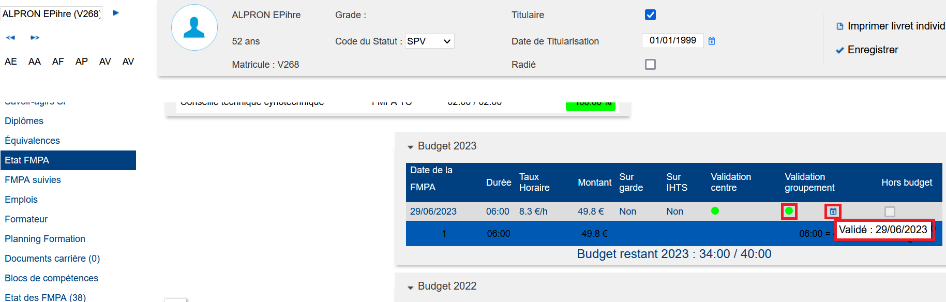 ALPRON EPihre (V268)
AE AA AF AP AV AV
ALPRON EPihre Grade : Titulaire
52 ans Code du Statut : SPV Date de Titularisation 01/01/1999
Matricule : V268 Radié
Imprimer livret individ
Enregistrer
Diplômes
Équivalences
Etat FMPA
FMPA suivies
Emplois
Formateur
Planning Formation
Documents carrière (0)
Blocs de compétences
Etat des FMPA (38)
Conseille technique cynotechnique FMPA TC 02:00 / 02:00 100.00 %
Budget 2023
Date de la FMPA Durée Taux Horaire Montant Sur garde Sur IHTS Validation centre Validation groupement Hors budget
29/06/2023 06:00 8.3 €/h 49.8 € Non Non
Validé : 29/06/2023
1 06:00 49.8 € 06:00 =
Budget restant 2023 : 34:00 / 40:00
Budget 2022